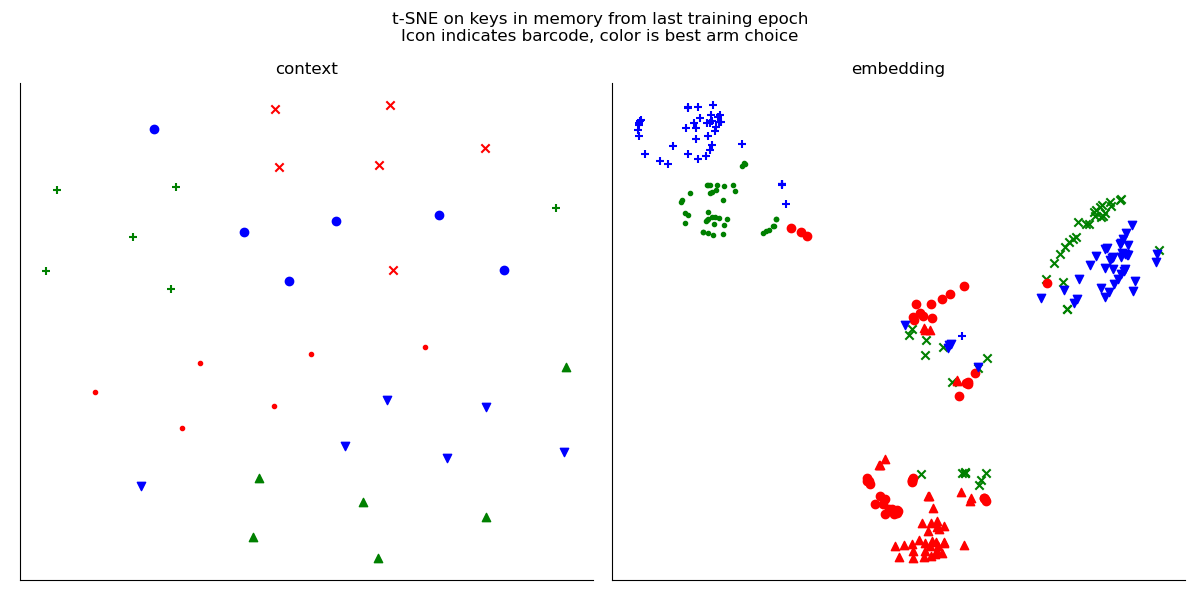 t-SNE on keys in memory from last training epoch
Icon indicates barcode, color is best arm choice
context
embedding